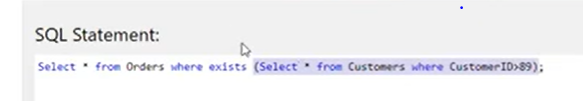 SQL Statement:
Select * from Orders where exists (Select * from Customers where CustomerID>89);